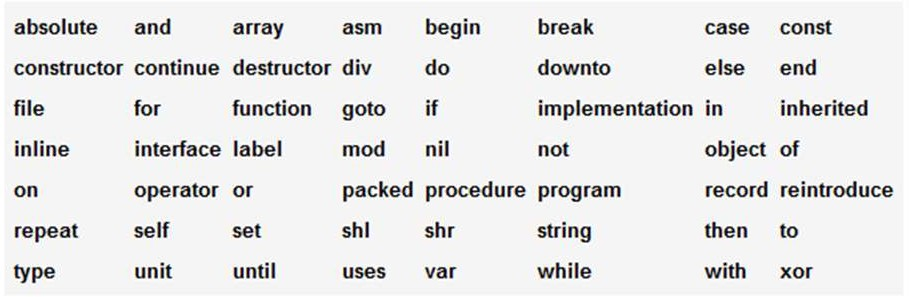 absolute and array asm begin break case const
constructor continue destructor div do downto else end
file for function goto if implementation in inherited
inline interface label mod nil not object of
on operator or packed procedure program record reintroduce
repeat self set shl shr string then to
type unit until uses var while with xor